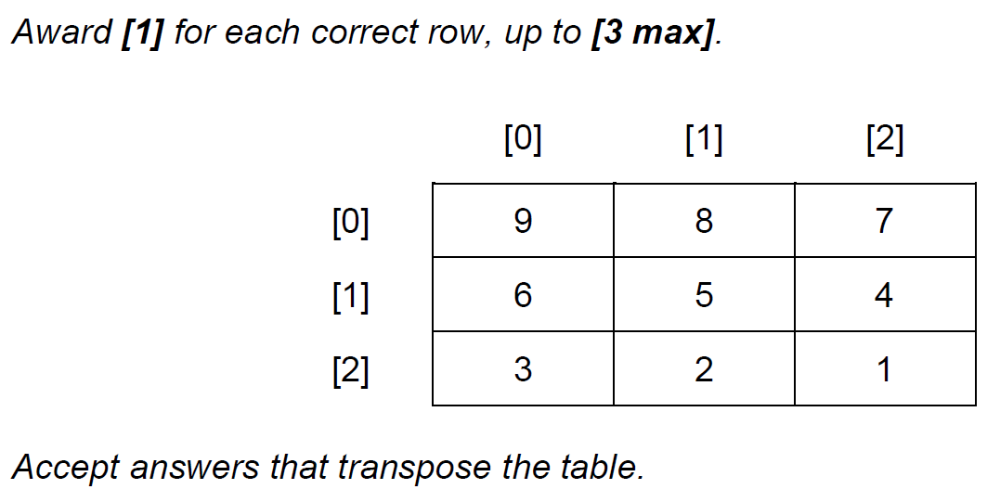 Award [1] for each correct row, up to [3 max].
[0] [1] [2]
[0] 9 8 7
[1] 6 5 4
[2] 3 2 1
Accept answers that transpose the table.